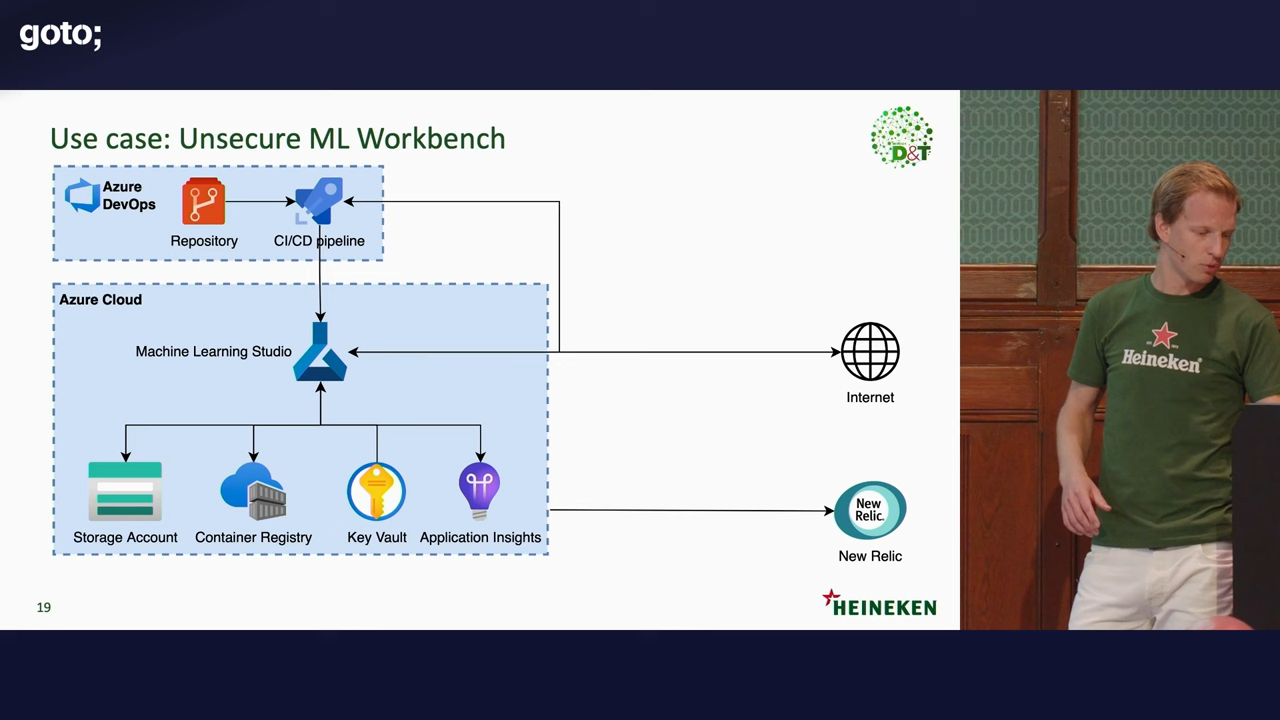 goto;
Use case: Unsecure ML Workbench
D&T
Azure
DevOps
Repository
CI/CD pipeline
Azure Cloud
Machine Learning Studio
Internet
Storage Account
Container Registry
Key Vault
Application Insights
New
Relic.
New Relic
19
HEINEKEN
Heineken